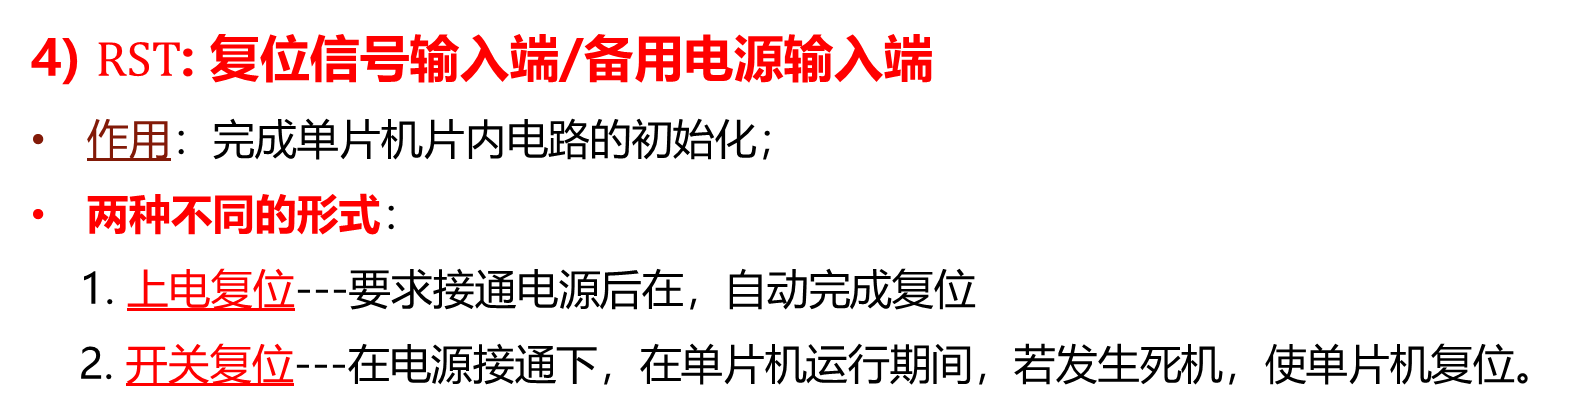 4) RST: 复位信号输入端/备用电源输入端
• 作用：完成单片机片内电路的初始化；
• 两种不同的形式：
1. 上电复位---要求接通电源后在，自动完成复位
2. 开关复位---在电源接通下，在单片机运行期间，若发生死机，使单片机复位。